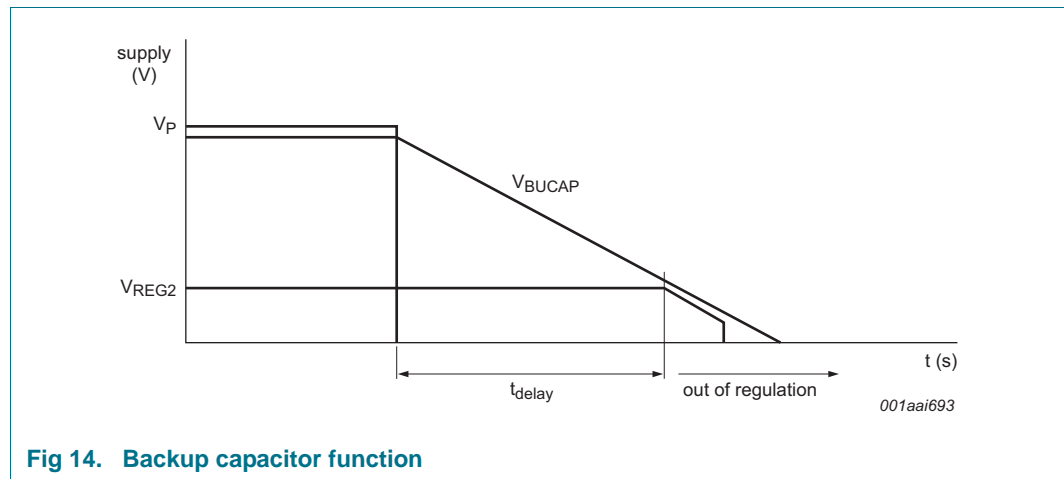 supply
(V)
VP
VBUCAP
VREG2
t (s)
tdelay
out of regulation
001aai693
Fig 14. Backup capacitor function